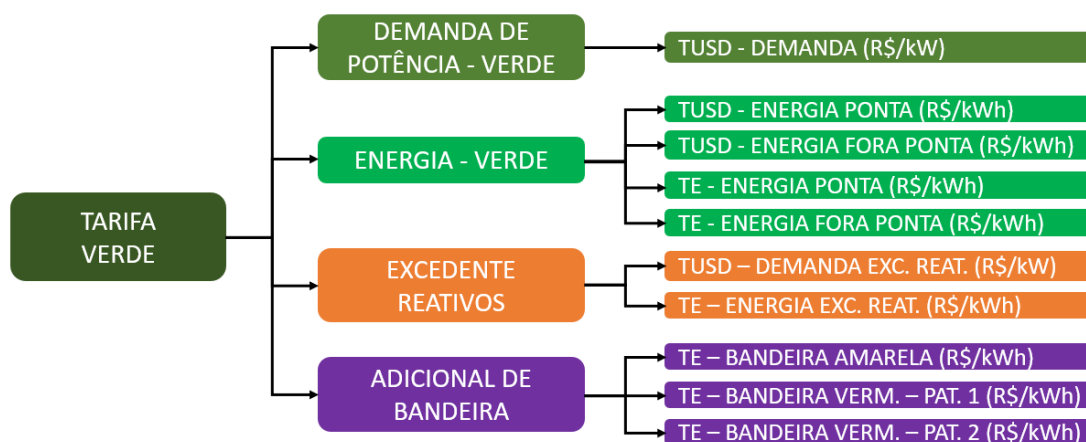 TARIFA
VERDE
DEMANDA DE
POTÊNCIA - VERDE
TUSD - DEMANDA (R$/kW)
ENERGIA - VERDE
TUSD - ENERGIA PONTA (R$/kWh)
TUSD - ENERGIA FORA PONTA (R$/kWh)
TE - ENERGIA PONTA (R$/kWh)
TE - ENERGIA FORA PONTA (R$/kWh)
EXCEDENTE
REATIVOS
TUSD – DEMANDA EXC. REAT. (R$/kW)
TE – ENERGIA EXC. REAT. (R$/kWh)
ADICIONAL DE
BANDEIRA
TE – BANDEIRA AMARELA (R$/kWh)
TE – BANDEIRA VERM. – PAT. 1 (R$/kWh)
TE – BANDEIRA VERM. – PAT. 2 (R$/kWh)